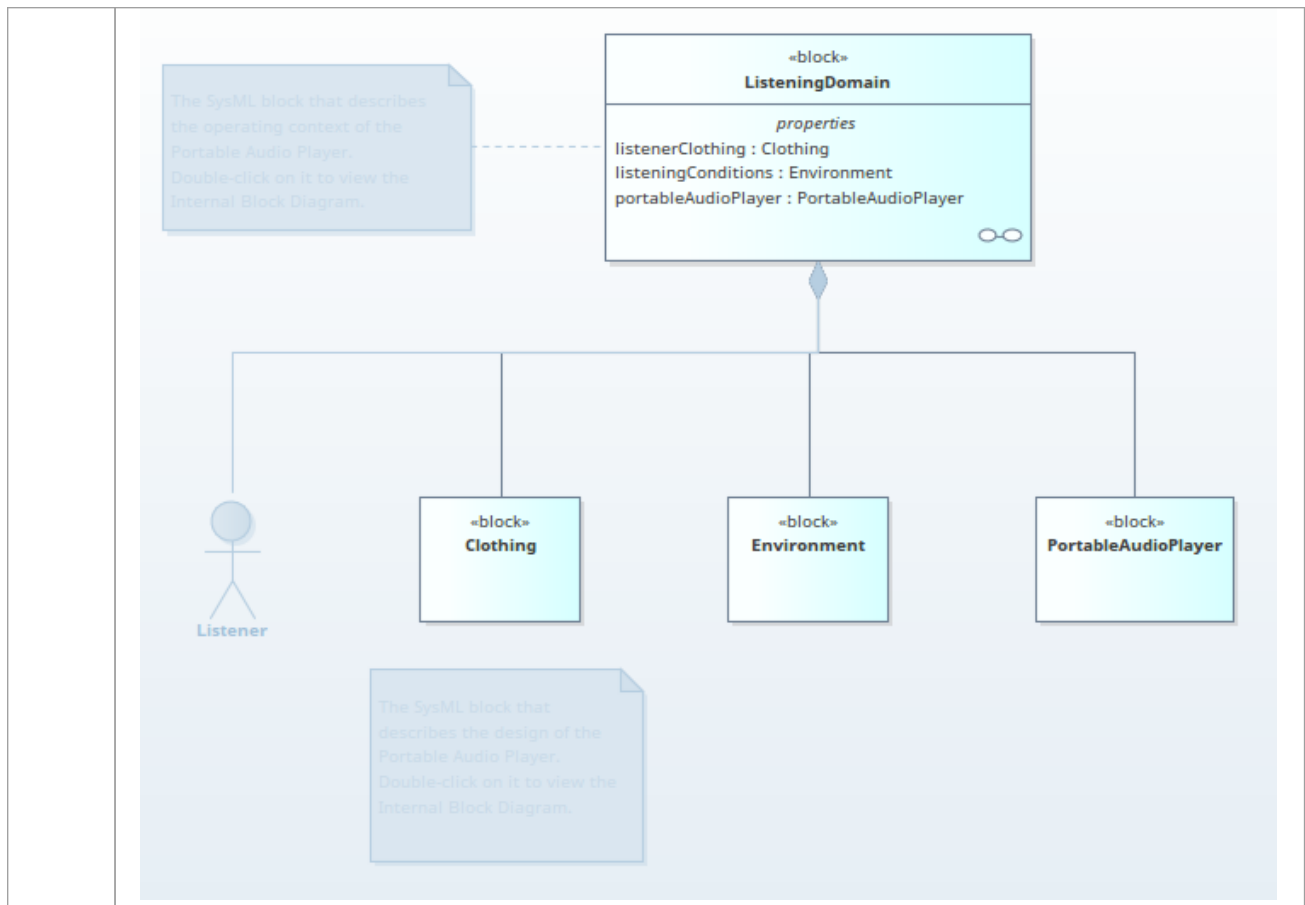 The SysML block that describes
the operating context of the
Portable Audio Player.
Double-click on it to view the
Internal Block Diagram.
«block»
ListeningDomain
properties
listenerClothing : Clothing
listeningConditions : Environment
portableAudioPlayer : PortableAudioPlayer
Listener
«block»
Clothing
«block»
Environment
«block»
PortableAudioPlayer
The SysML block that
describes the design of the
Portable Audio Player.
Double-click on it to view the
Internal Block Diagram.